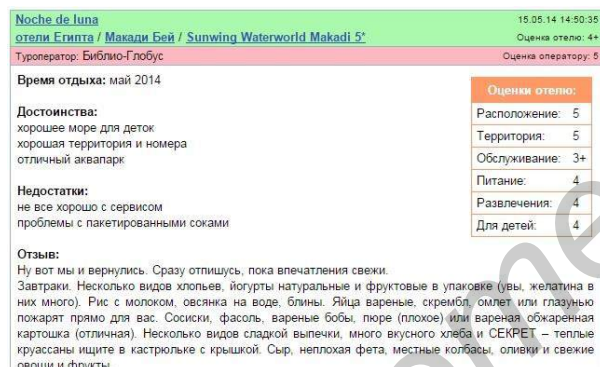 Noche de luna
15.05.14 14:50:35
отели Египта / Макади Бей / Sunwing Waterworld Makadi 5*
Оценка отелю: 4+
Туроператор: Библио-Глобус
Оценка оператору: 5
Время отдыха: май 2014
Достоинства:
хорошее море для деток
хорошая территория и номера
отличный аквапарк
Недостатки:
не все хорошо с сервисом
проблемы с пакетированными соками
Оценки отелю:
Расположение: 5
Территория: 5
Обслуживание: 3+
Питание: 4
Развлечения: 4
Для детей: 4
Отзыв:
Ну вот мы и вернулись. Сразу отпишусь, пока впечатления свежи.
Завтраки. Несколько видов хлопьев, йогурты натуральные и фруктовые в упаковке (увы, желатина в
них много). Рис с молоком, овсянка на воде, блины. Яйца вареные, скрембл, омлет или глазунью
пожарят прямо для вас. Сосиски, фасоль, вареные бобы, пюре (плохое) или вареная обжаренная
картошка (отличная). Несколько видов сладкой выпечки, много вкусного хлеба и СЕКРЕТ – теплые
круассаны ищите в кастрюльке с крышкой. Сыр, неплохая фета, местные колбасы, оливки и свежие
овощи и фрукты.